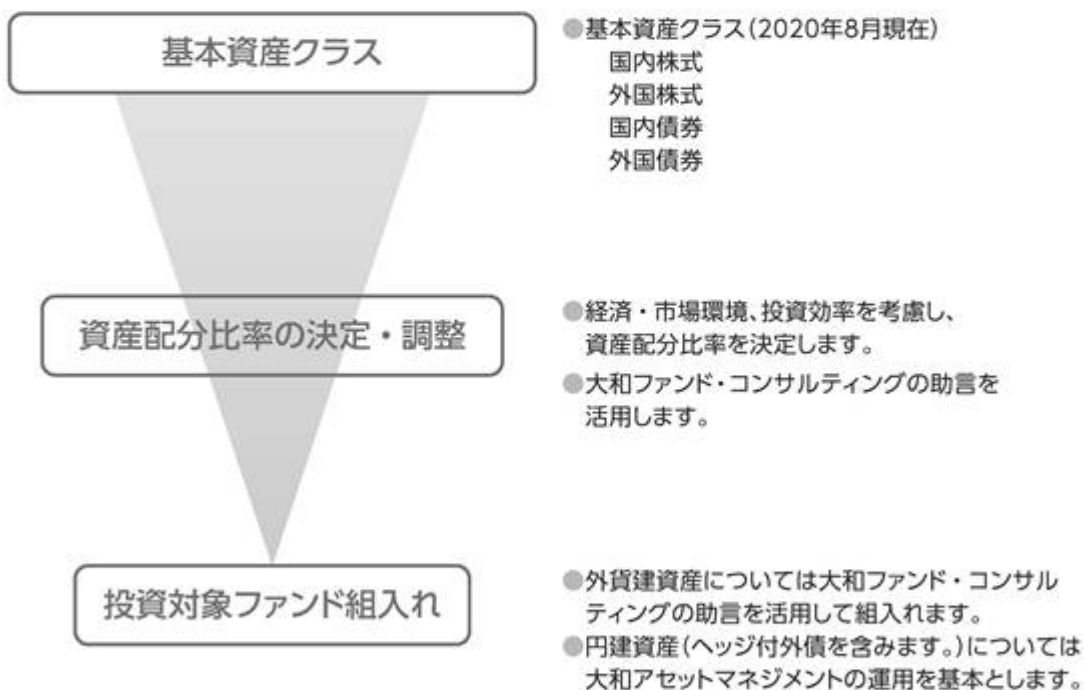 基本資産クラス
●基本資産クラス(2020年8月現在)
国内株式
外国株式
国内債券
外国債券
資産配分比率の決定・調整
●経済・市場環境、投資効率を考慮し、
資産配分比率を決定します。
●大和ファンド・コンサルティングの助言を
活用します。
投資対象ファンド組入れ
●外貨建資産については大和ファンド・コンサル
ティングの助言を活用して組入れます。
●円建資産(ヘッジ付外債を含みます。)については
大和アセットマネジメントの運用を基本とします。